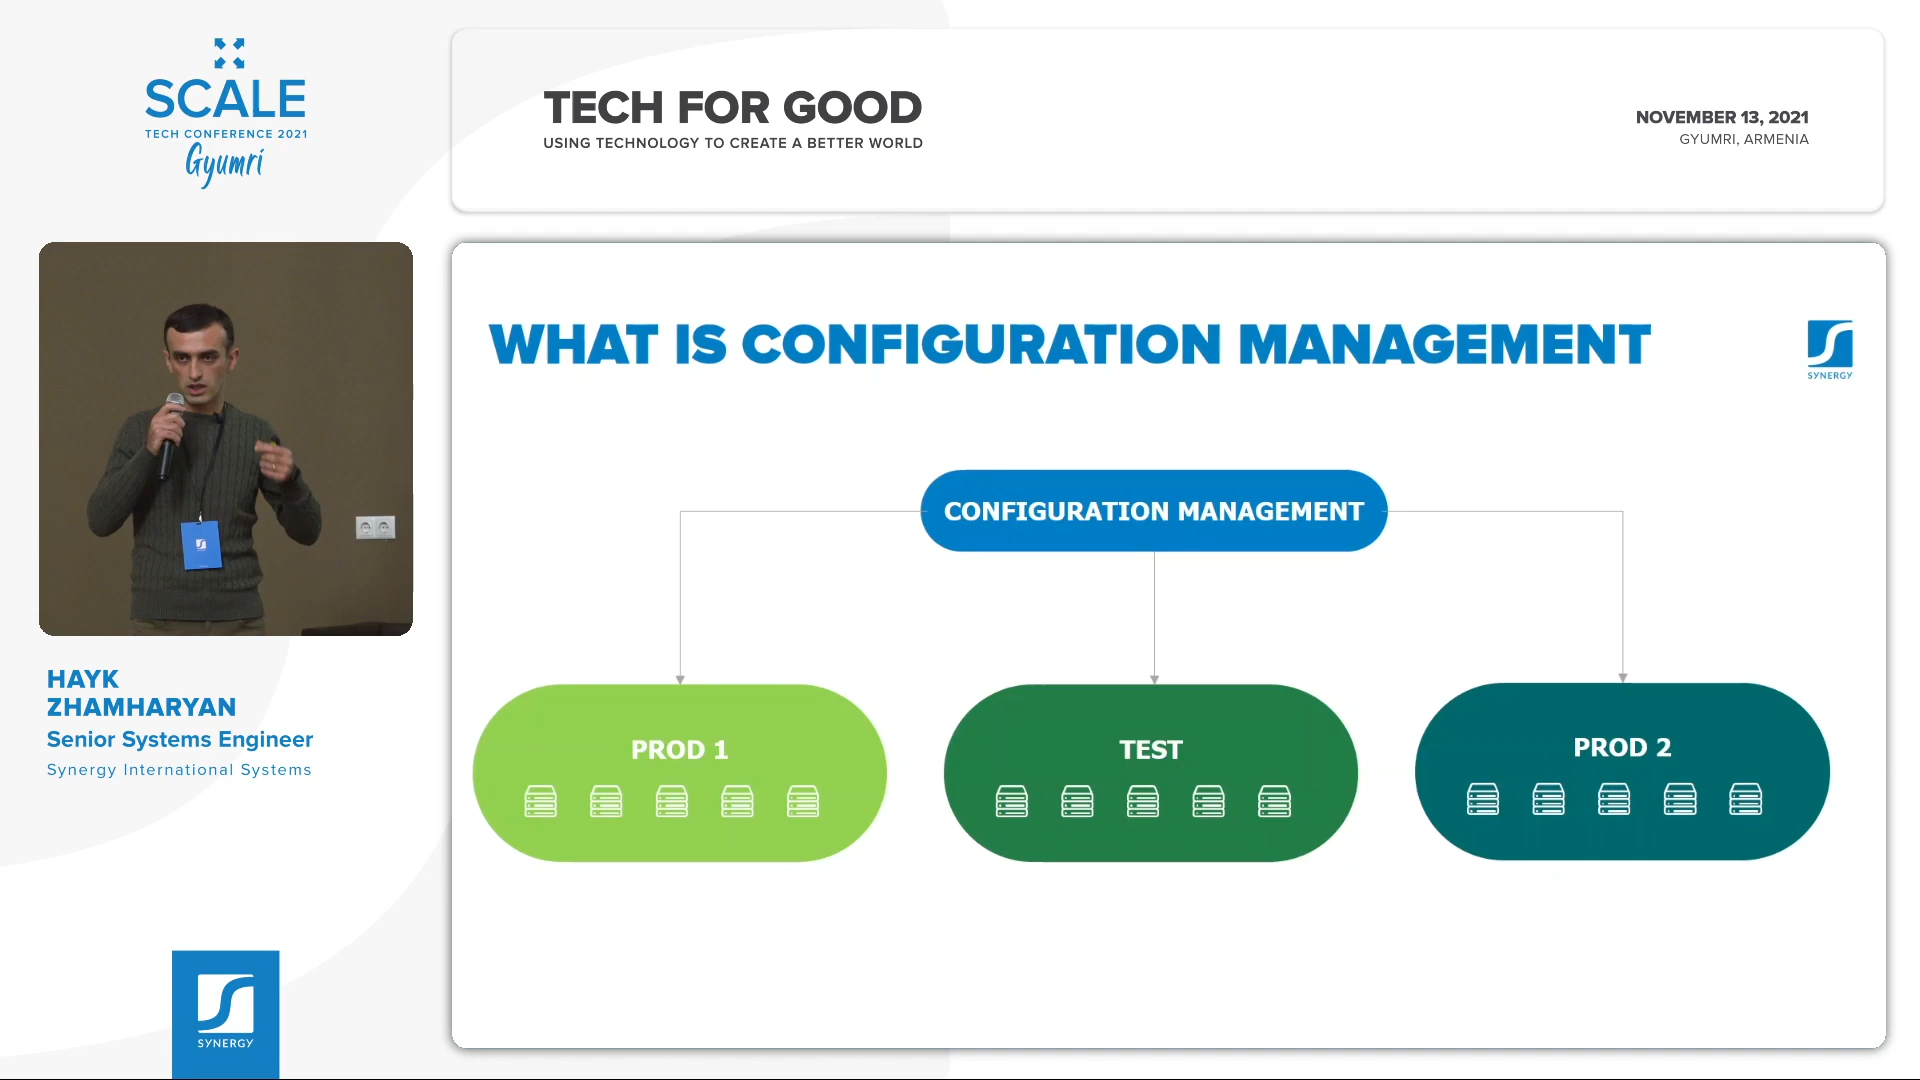 SCALE
TECH CONFERENCE 2021
Gyumri
TECH FOR GOOD
USING TECHNOLOGY TO CREATE A BETTER WORLD
NOVEMBER 13, 2021
GYUMRI, ARMENIA
WHAT IS CONFIGURATION MANAGEMENT
SYNERGY
CONFIGURATION MANAGEMENT
PROD 1
TEST
PROD 2
HAYK
ZHAMHARYAN
Senior Systems Engineer
Synergy International Systems
SYNERGY